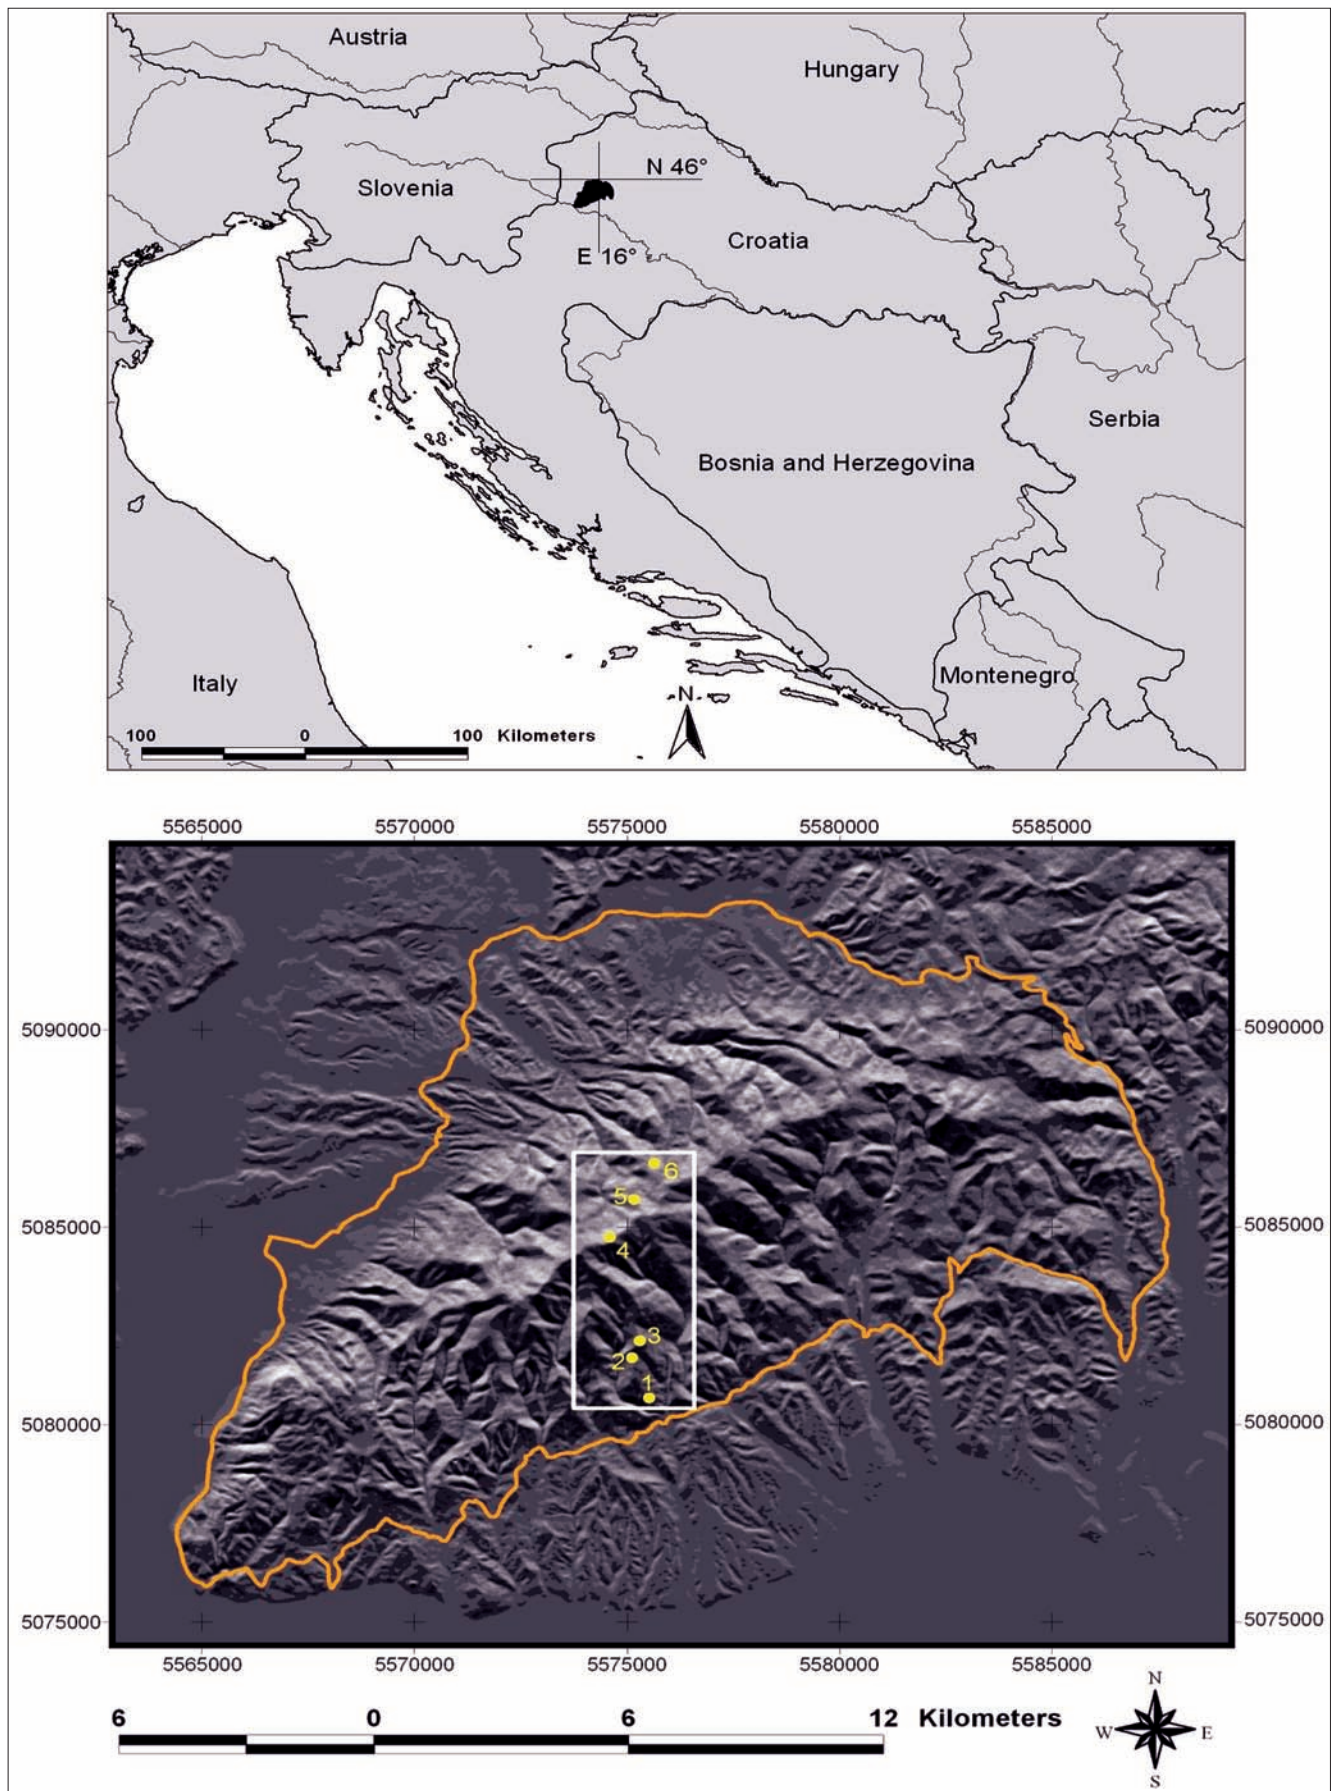 Austria
Hungary
N 46°
Slovenia
Croatia
E 16°
Serbia
Bosnia and Herzegovina
Montenegro
Italy
N
100 0 100 Kilometers
5565000 5570000 5575000 5580000 5585000
5090000 5090000
6
5
5085000 5085000
4
3
2
1
5080000 5080000
5075000 5075000
5565000 5570000 5575000 5580000 5585000
6 0 6 12 Kilometers
N
W E
S